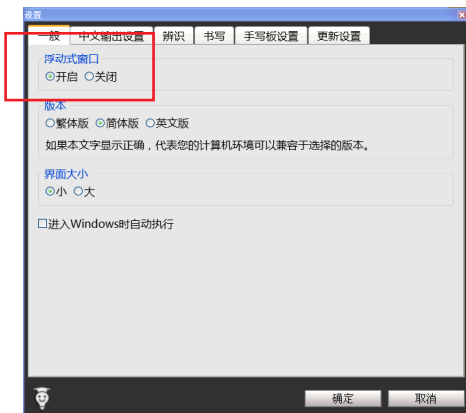 设置
一般 中文输出设置 辨识 书写 手写板设置 更新设置
浮动式窗口
开启 关闭
版本
繁体版 简体版 英文版
如果本文字显示正确，代表您的计算机环境可以兼容于选择的版本。
界面大小
小 大
进入Windows时自动执行
确定 取消